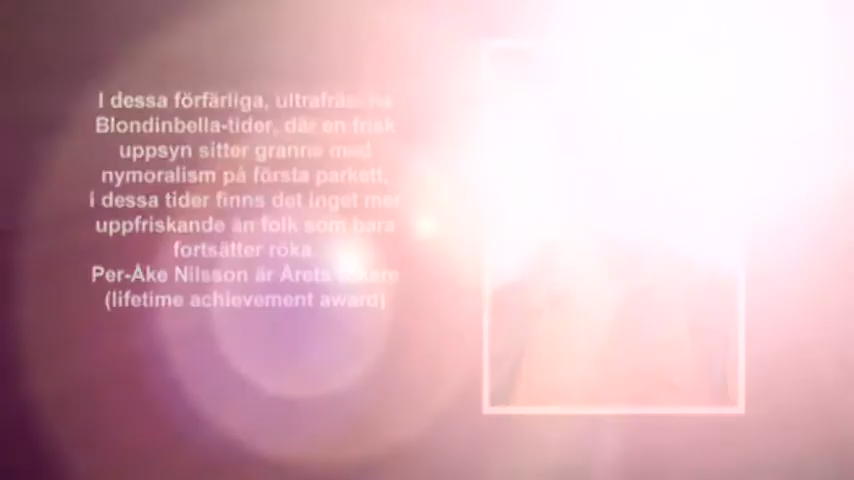 I dessa förfärliga, ultrafräscha
Blondinbella-tider, där en frisk
uppsyn sitter granne med
nymoralism på första parkett,
i dessa tider finns det inget mer
uppfriskande än folk som bara
fortsätter röka.
Per-Åke Nilsson är Årets
(lifetime achievement award)